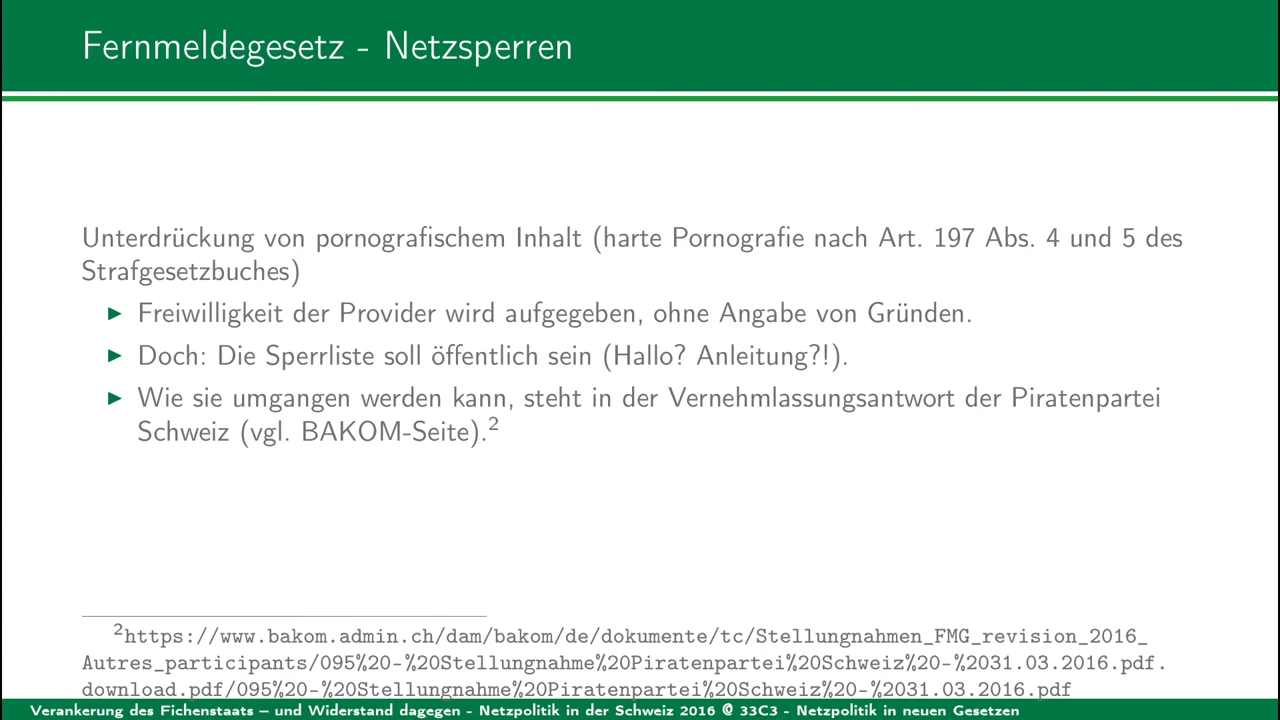 Fernmeldegesetz - Netzsperren
Unterdrückung von pornografischem Inhalt (harte Pornografie nach Art. 197 Abs. 4 und 5 des
Strafgesetzbuches)
▶ Freiwilligkeit der Provider wird aufgegeben, ohne Angabe von Gründen.
▶ Doch: Die Sperrliste soll öffentlich sein (Hallo? Anleitung?!).
▶ Wie sie umgangen werden kann, steht in der Vernehmlassungsantwort der Piratenpartei
Schweiz (vgl. BAKOM-Seite).²
²https://www.bakom.admin.ch/dam/bakom/de/dokumente/tc/Stellungnahmen_FMG_revision_2016_
Autres_participants/095%20-%20Stellungnahme%20Piratenpartei%20Schweiz%20-%2031.03.2016.pdf.
download.pdf/095%20-%20Stellungnahme%20Piratenpartei%20Schweiz%20-%2031.03.2016.pdf
Verankerung des Fichenstaats – und Widerstand dagegen - Netzpolitik in der Schweiz 2016 @ 33C3 - Netzpolitik in neuen Gesetzen